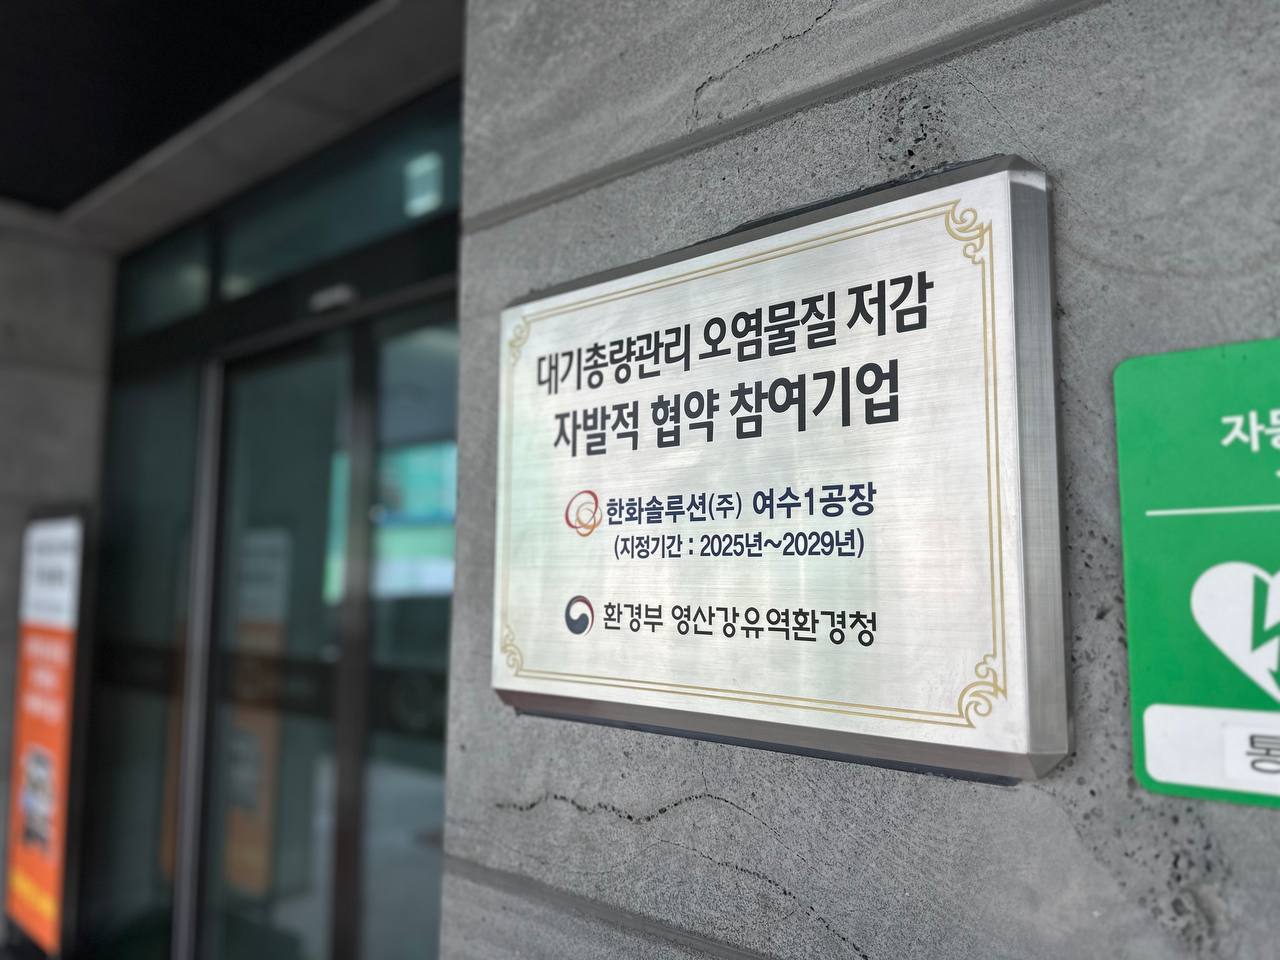 대기총량관리 오염물질 저감
자발적 협약 참여기업
한화솔루션(주) 여수1공장
(지정기간 : 2025년~2029년)
환경부 영산강유역환경청